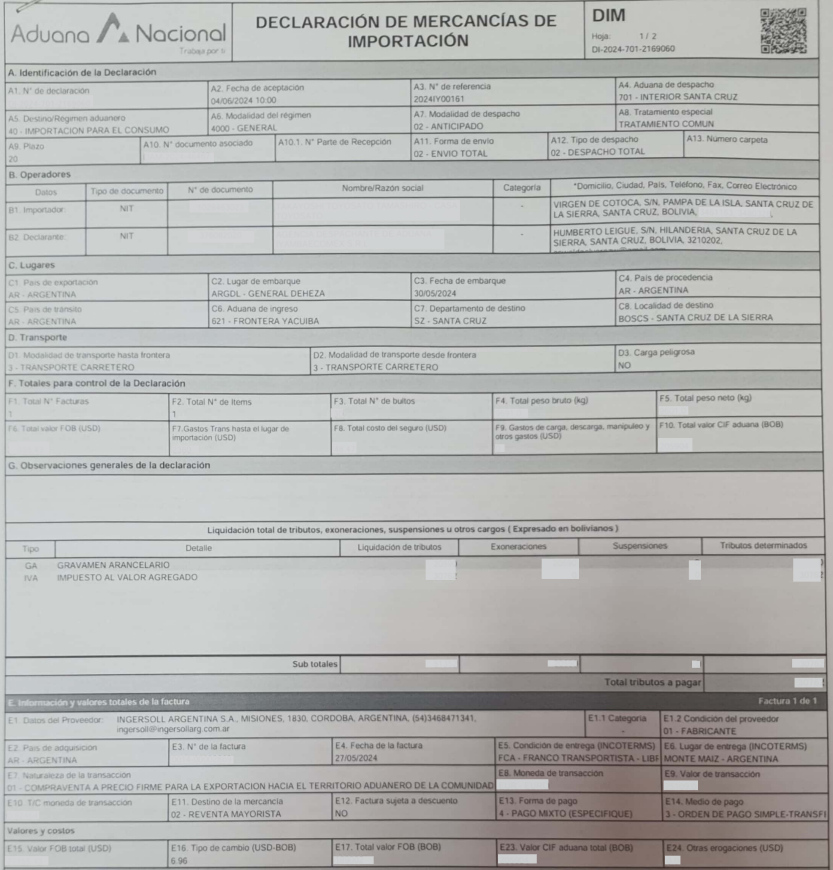 Aduana Nacional
Trabaja por ti
DECLARACIÓN DE MERCANCÍAS DE
IMPORTACIÓN
DIM
Hoja: 1 / 2
DI-2024-701-2169060
A. Identificación de la Declaración
A1. N° de declaración
A2. Fecha de aceptación
04/06/2024 10:00
A3. N° de referencia
2024IY00161
A4. Aduana de despacho
701 - INTERIOR SANTA CRUZ
A5. Destino/Regimen aduanero
40 - IMPORTACION PARA EL CONSUMO
A6. Modalidad del régimen
4000 - GENERAL
A7. Modalidad de despacho
02 - ANTICIPADO
A8. Tratamiento especial
TRATAMIENTO COMUN
A9. Plazo
20
A10. N° documento asociado
A10.1. N° Parte de Recepción
A11. Forma de envío
02 - ENVIO TOTAL
A12. Tipo de despacho
02 - DESPACHO TOTAL
A13. Número carpeta
B. Operadores
Datos
Tipo de documento
N° de documento
Nombre/Razón social
Categoría
*Domicilio, Ciudad, País, Teléfono, Fax, Correo Electrónico
B1. Importador:
NIT
-
VIRGEN DE COTOCA, S/N, PAMPA DE LA ISLA, SANTA CRUZ DE
LA SIERRA, SANTA CRUZ, BOLIVIA,
B2. Declarante:
NIT
-
HUMBERTO LEIGUE, S/N, HILANDERIA, SANTA CRUZ DE LA
SIERRA, SANTA CRUZ, BOLIVIA, 3210202,
C. Lugares
C1. País de exportación
AR - ARGENTINA
C2. Lugar de embarque
ARGDL - GENERAL DEHEZA
C3. Fecha de embarque
30/05/2024
C4. País de procedencia
AR - ARGENTINA
C5. País de tránsito
AR - ARGENTINA
C6. Aduana de ingreso
621 - FRONTERA YACUIBA
C7. Departamento de destino
SZ - SANTA CRUZ
C8. Localidad de destino
BOSCS - SANTA CRUZ DE LA SIERRA
D. Transporte
D1. Modalidad de transporte hasta frontera
3 - TRANSPORTE CARRETERO
D2. Modalidad de transporte desde frontera
3 - TRANSPORTE CARRETERO
D3. Carga peligrosa
NO
F. Totales para control de la Declaración
F1. Total N° Facturas
1
F2. Total N° de ítems
1
F3. Total N° de bultos
F4. Total peso bruto (kg)
F5. Total peso neto (kg)
F6. Total valor FOB (USD)
F7.Gastos Trans hasta el lugar de
importación (USD)
F8. Total costo del seguro (USD)
F9. Gastos de carga, descarga, manipuleo y
otros gastos (USD)
F10. Total valor CIF aduana (BOB)
G. Observaciones generales de la declaración
Liquidación total de tributos, exoneraciones, suspensiones u otros cargos ( Expresado en bolivianos )
Tipo
Detalle
Liquidación de tributos
Exoneraciones
Suspensiones
Tributos determinados
GA GRAVAMEN ARANCELARIO
IVA IMPUESTO AL VALOR AGREGADO
Sub totales
Total tributos a pagar
E. Información y valores totales de la factura
Factura 1 de 1
E1. Datos del Proveedor: INGERSOLL ARGENTINA S.A., MISIONES, 1830, CORDOBA, ARGENTINA, (54)3468471341,
ingersoll@ingersollarg.com.ar
E1.1 Categoría
-
E1.2 Condición del proveedor
01 - FABRICANTE
E2. País de adquisición
AR - ARGENTINA
E3. N° de la factura
E4. Fecha de la factura
27/05/2024
E5. Condición de entrega (INCOTERMS)
FCA - FRANCO TRANSPORTISTA - LIBR
E6. Lugar de entrega (INCOTERMS)
MONTE MAIZ - ARGENTINA
E7. Naturaleza de la transacción
01 - COMPRAVENTA A PRECIO FIRME PARA LA EXPORTACION HACIA EL TERRITORIO ADUANERO DE LA COMUNIDAD
E8. Moneda de transacción
E9. Valor de transacción
E10. T/C moneda de transacción
E11. Destino de la mercancía
02 - REVENTA MAYORISTA
E12. Factura sujeta a descuento
NO
E13. Forma de pago
4 - PAGO MIXTO (ESPECIFIQUE)
E14. Medio de pago
3 - ORDEN DE PAGO SIMPLE-TRANSFI
Valores y costos
E15. Valor FOB total (USD)
E16. Tipo de cambio (USD-BOB)
6.96
E17. Total valor FOB (BOB)
E23. Valor CIF aduana total (BOB)
E24. Otras erogaciones (USD)